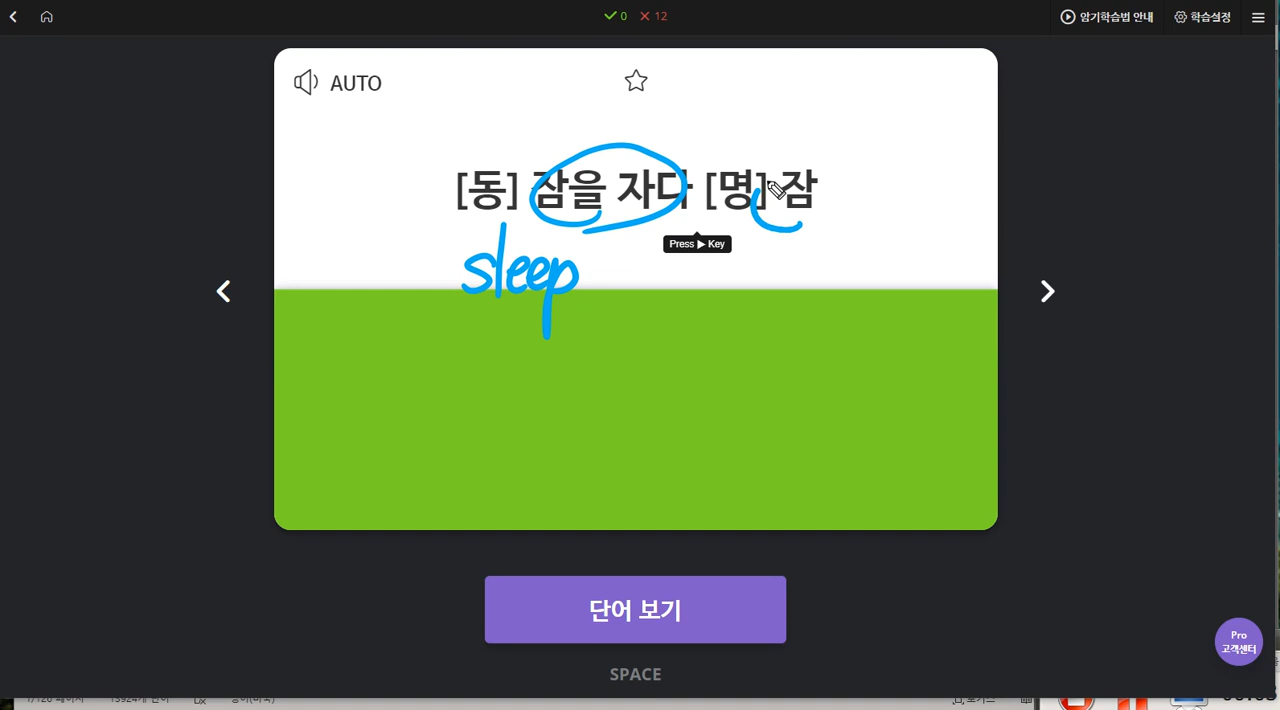 0 12
암기학습법 안내
학습설정
AUTO
[동] 잠을 자다 [명] 잠
Press ▶ Key
sleep
단어 보기
SPACE
Pro
고객센터